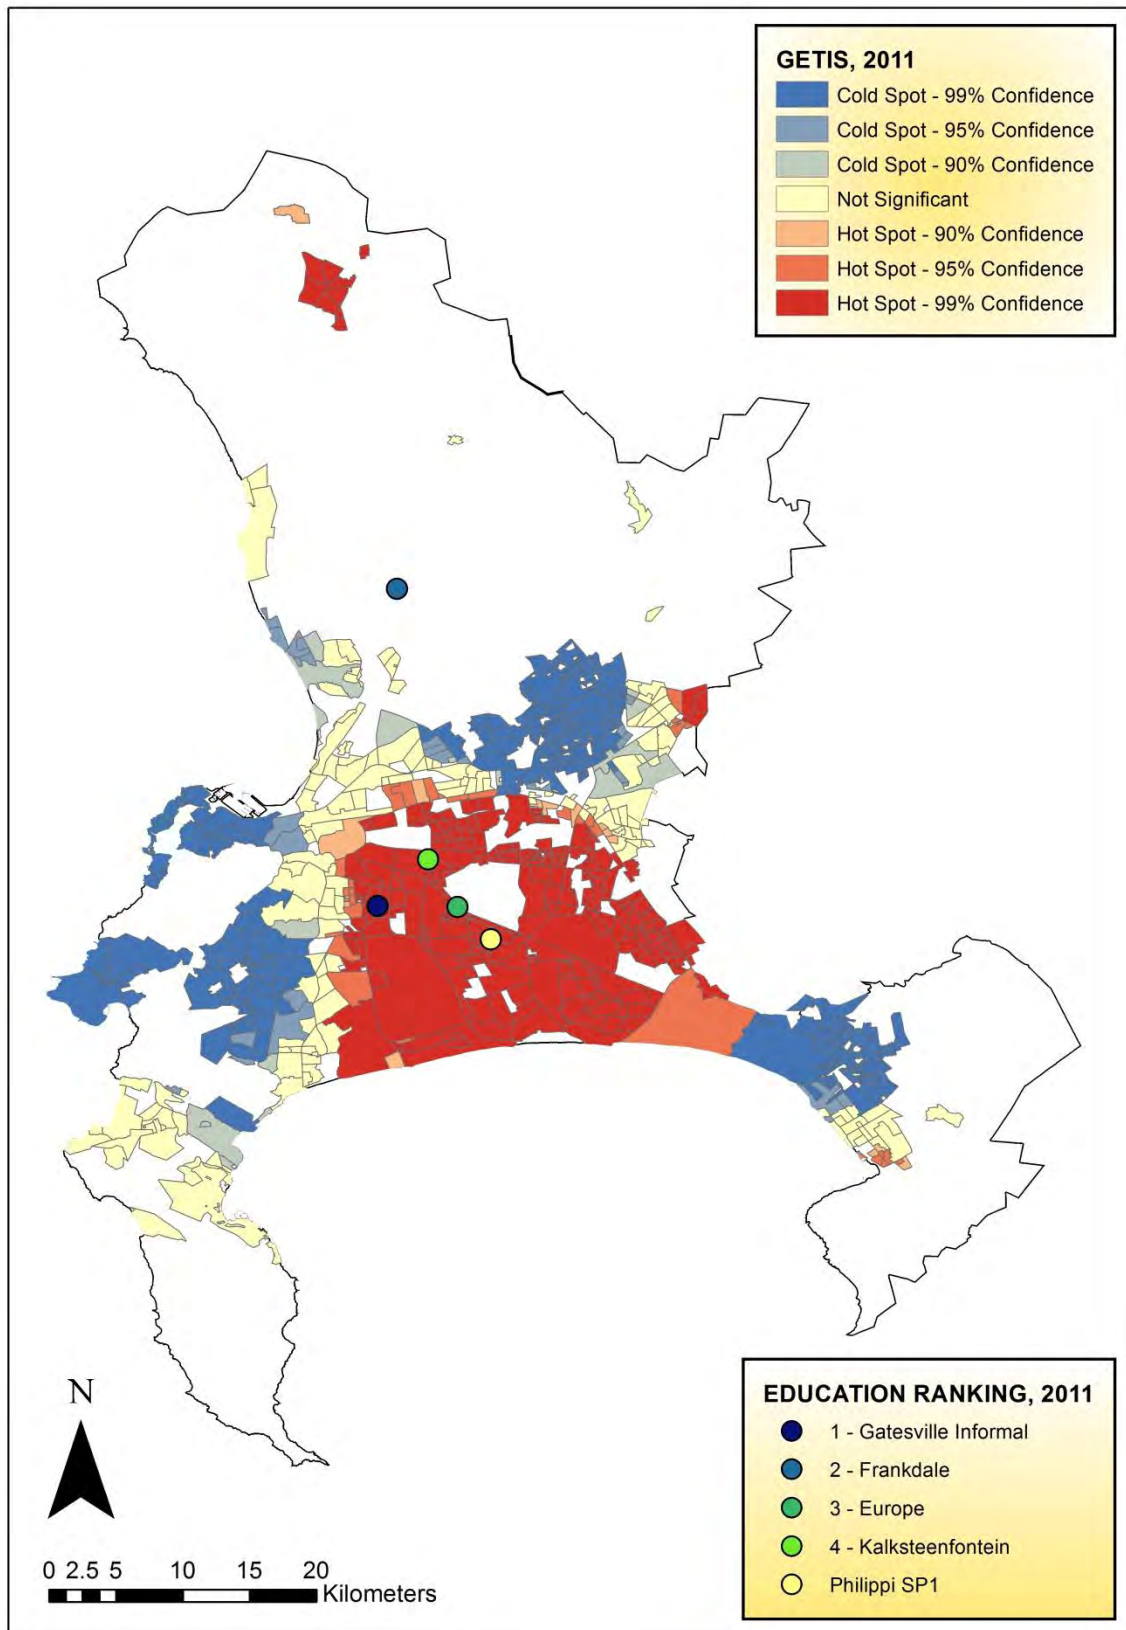 GETIS, 2011
Cold Spot - 99% Confidence
Cold Spot - 95% Confidence
Cold Spot - 90% Confidence
Not Significant
Hot Spot - 90% Confidence
Hot Spot - 95% Confidence
Hot Spot - 99% Confidence
N
0 2.5 5 10 15 20
Kilometers
EDUCATION RANKING, 2011
1 - Gatesville Informal
2 - Frankdale
3 - Europe
4 - Kalksteenfontein
Philippi SP1